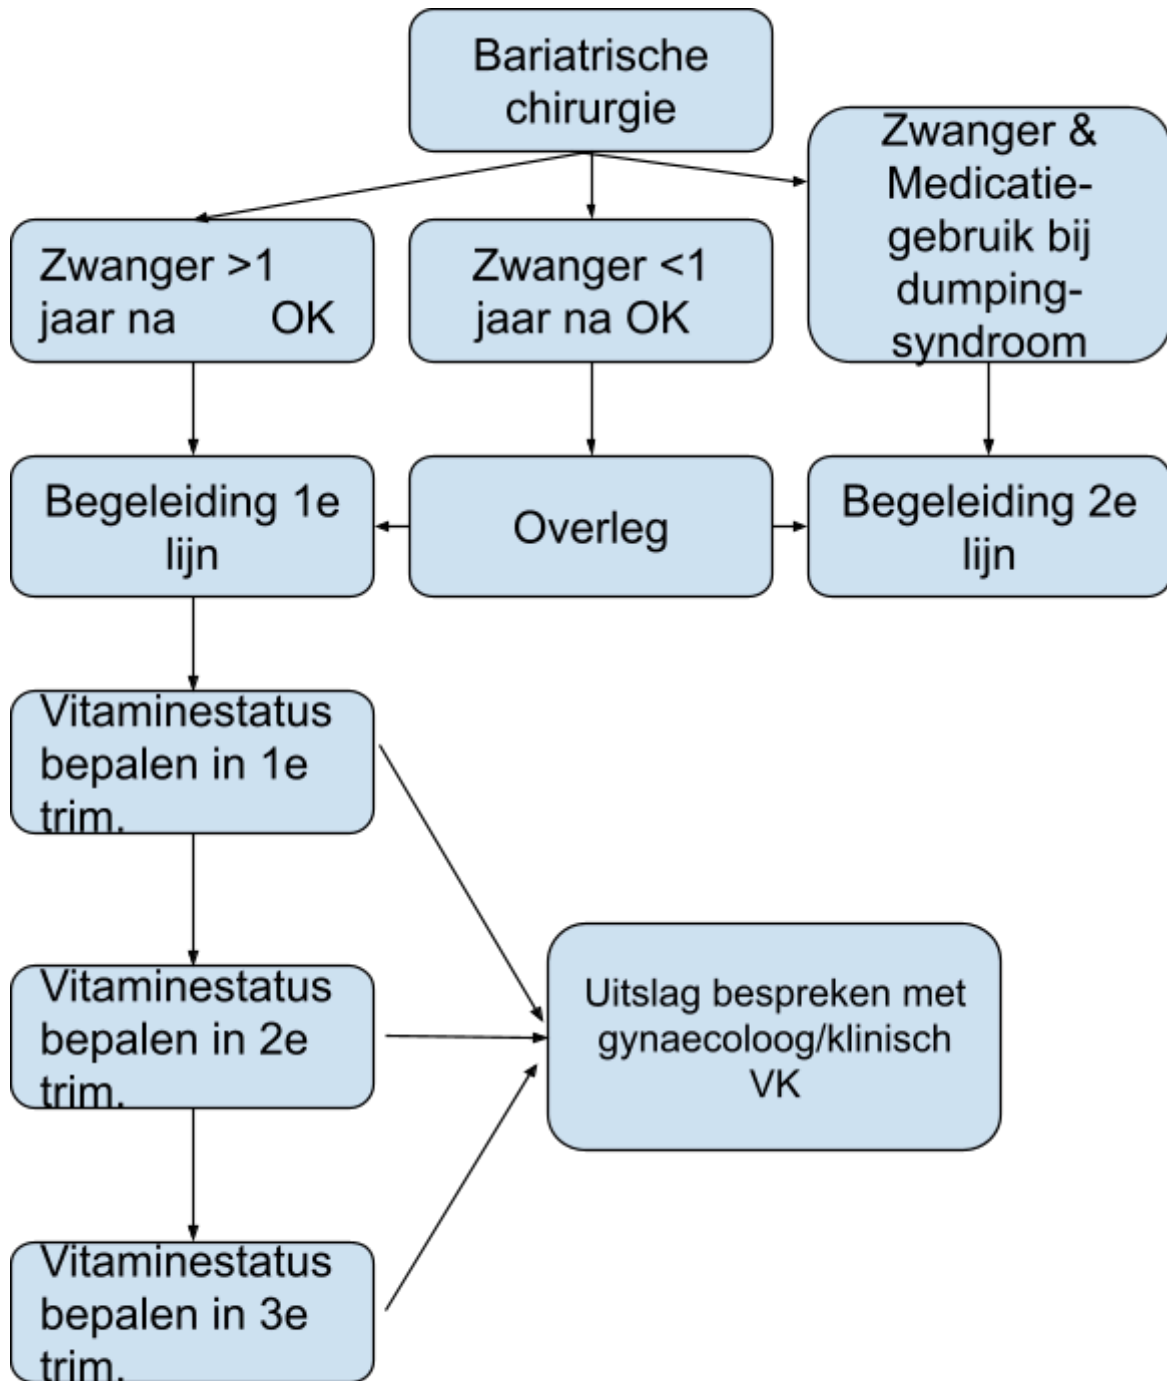 Bariatrische
chirurgie
Zwanger &
Medicatie-
gebruik bij
dumping-
syndroom
Zwanger >1
jaar na OK
Zwanger <1
jaar na OK
Begeleiding 1e
lijn
Overleg
Begeleiding 2e
lijn
Vitaminestatus
bepalen in 1e
trim.
Vitaminestatus
bepalen in 2e
trim.
Uitslag bespreken met
gynaecoloog/klinisch
VK
Vitaminestatus
bepalen in 3e
trim.